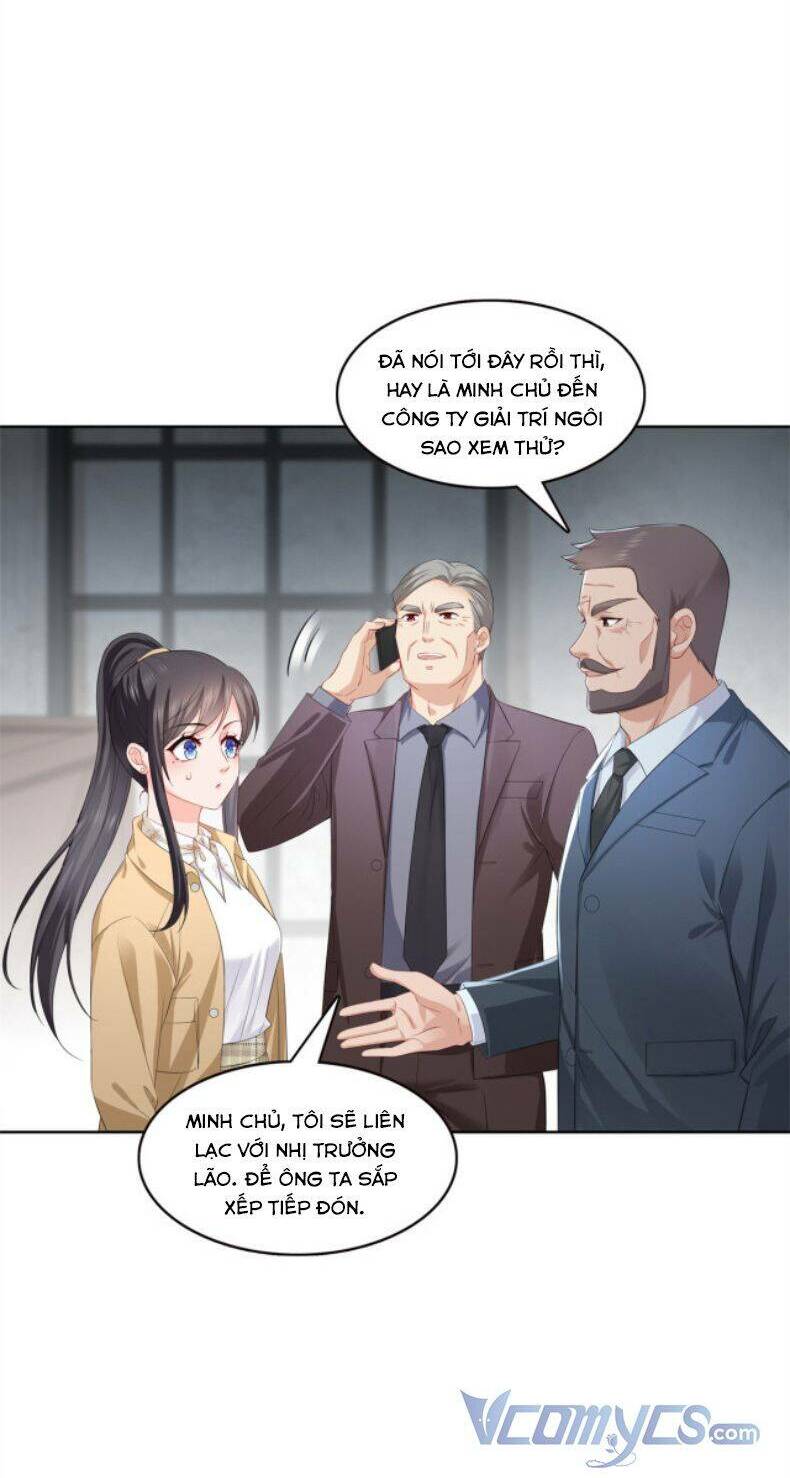 ĐÃ NÓI TỚI ĐÂY RỒI THÌ,
HAY LÀ MINH CHỦ ĐẾN
CÔNG TY GIẢI TRÍ NGÔI
SAO XEM THỬ?
MINH CHỦ, TÔI SẼ LIÊN
LẠC VỚI NHỊ TRƯỞNG
LÃO. ĐỂ ÔNG TA SẮP
XẾP TIẾP ĐÓN.
VCOMYCS.com